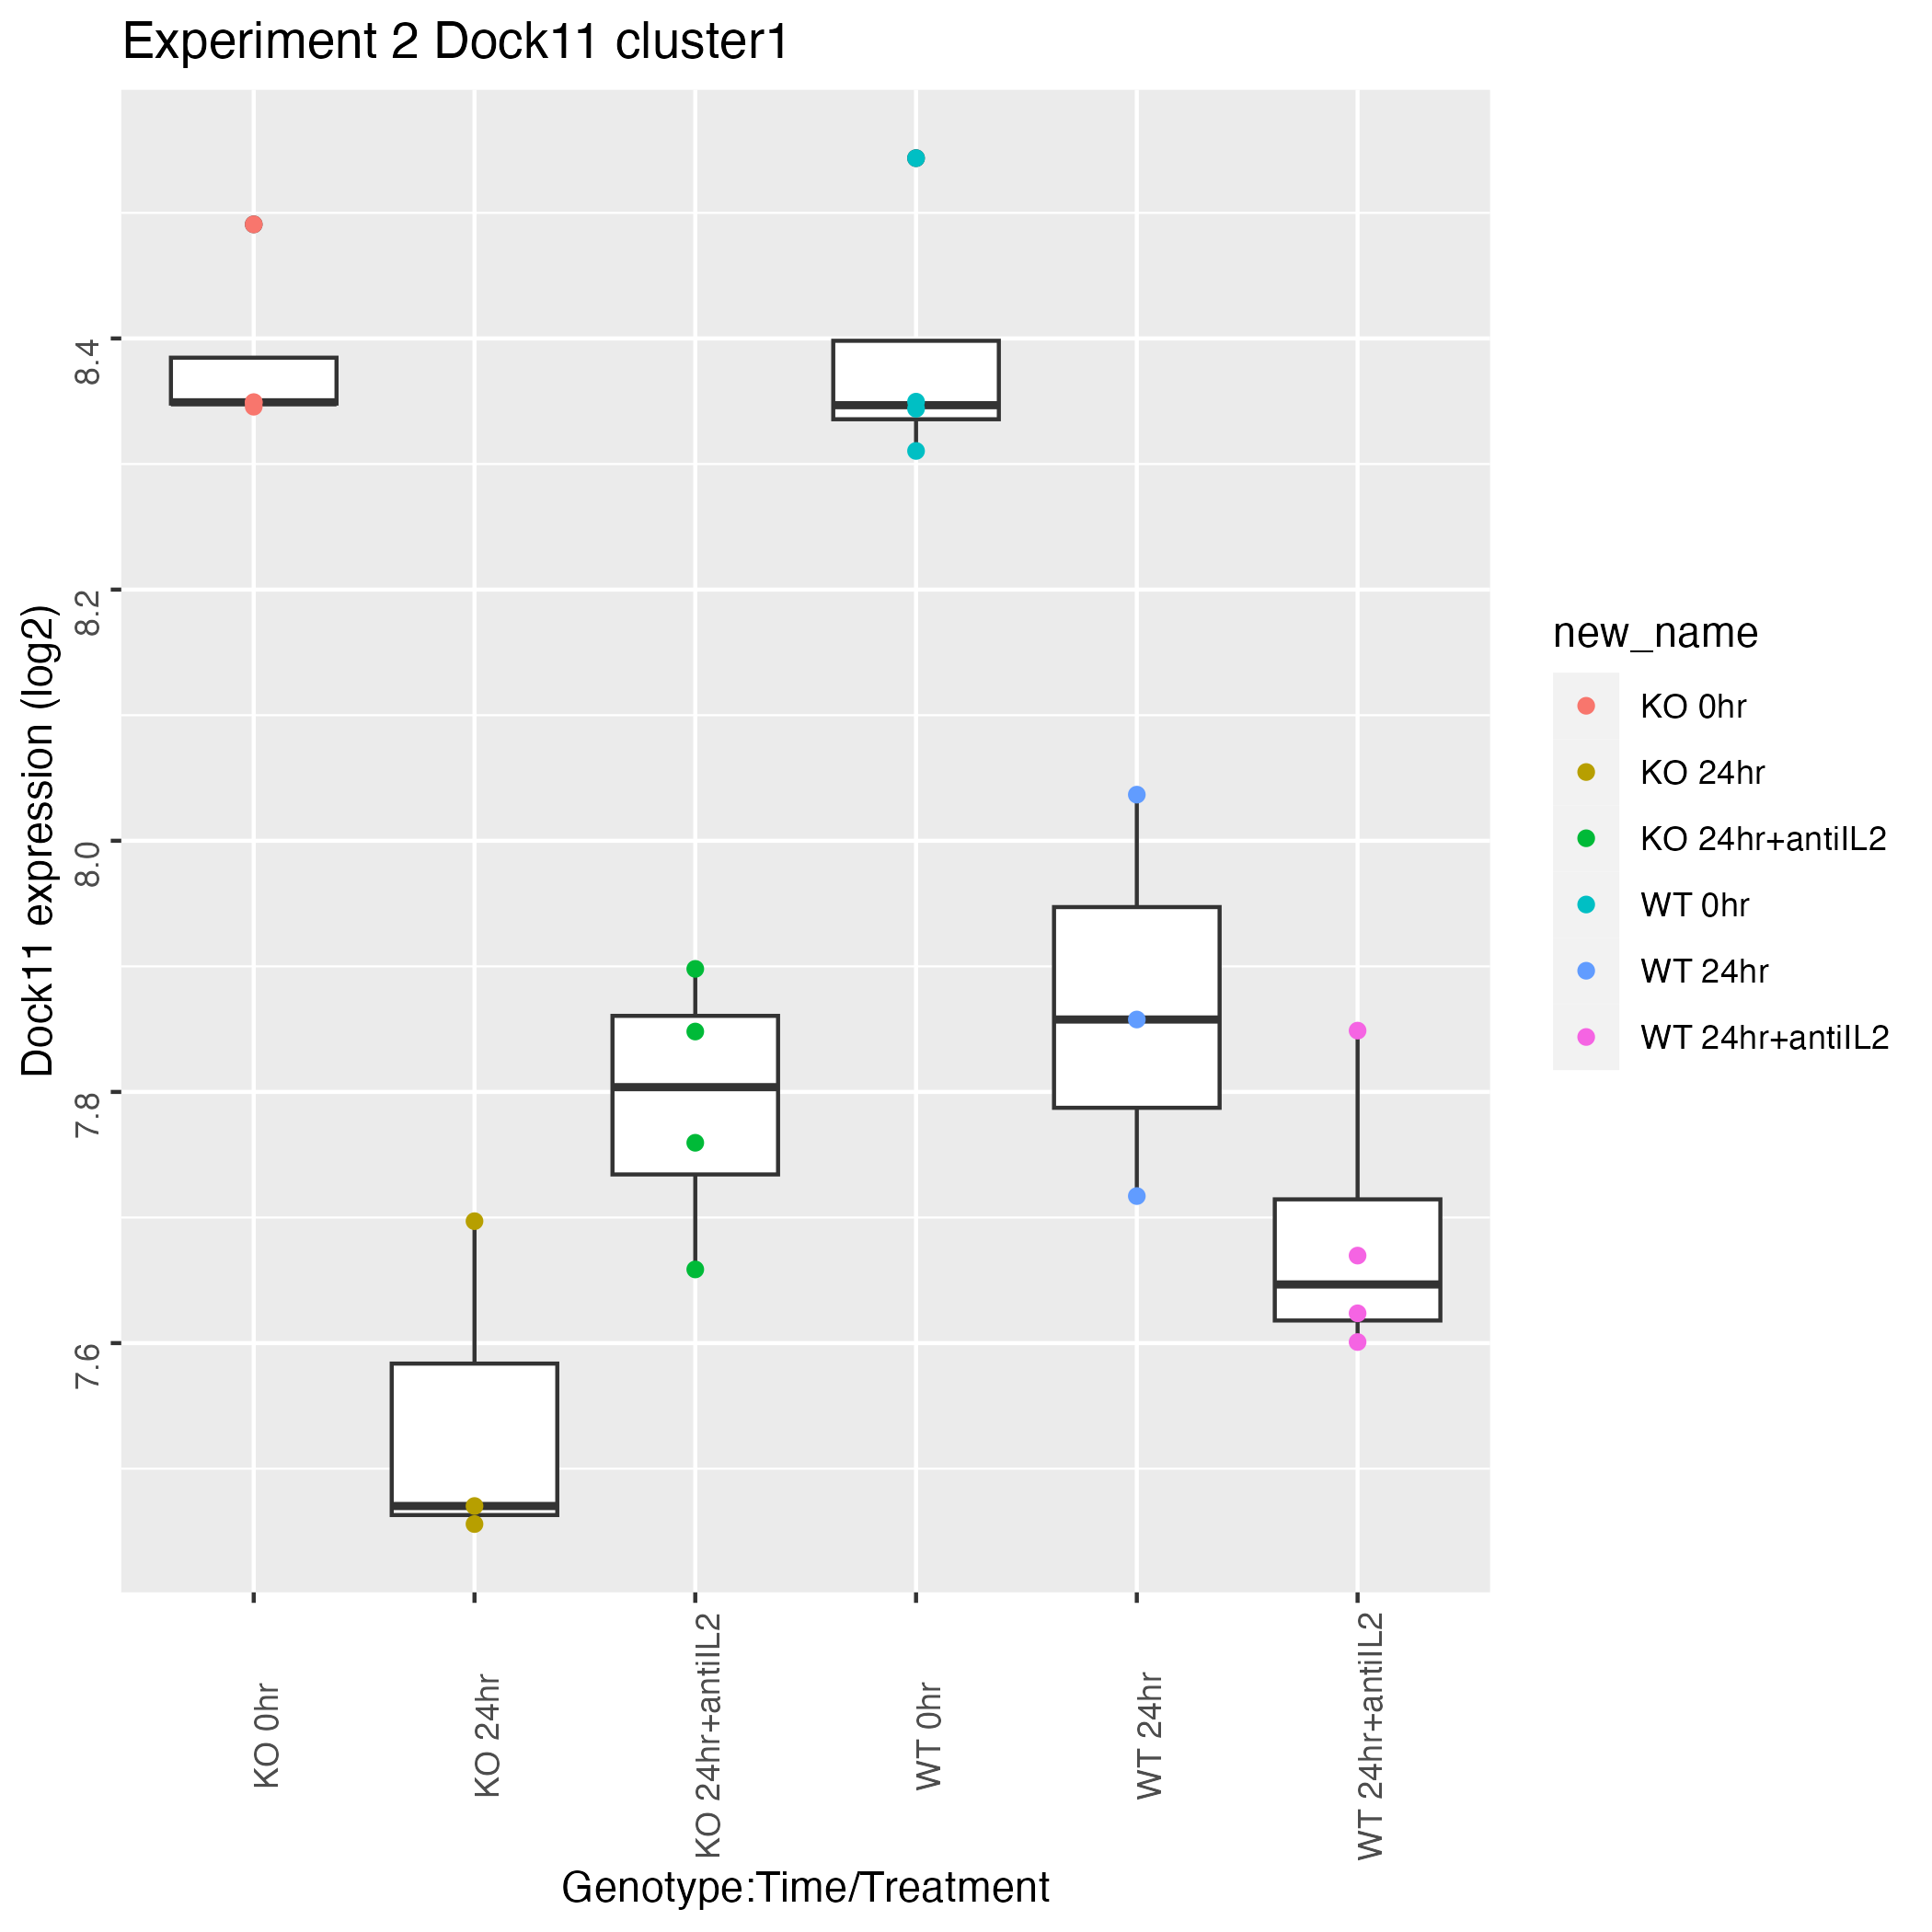 Experiment 2 Dock11 cluster1
Dock11 expression (log2)
8.4
8.2
8.0
7.8
7.6
KO 0hr
KO 24hr
KO 24hr+antiIL2
WT 0hr
WT 24hr
WT 24hr+antiIL2
Genotype:Time/Treatment
new_name
KO 0hr
KO 24hr
KO 24hr+antiIL2
WT 0hr
WT 24hr
WT 24hr+antiIL2